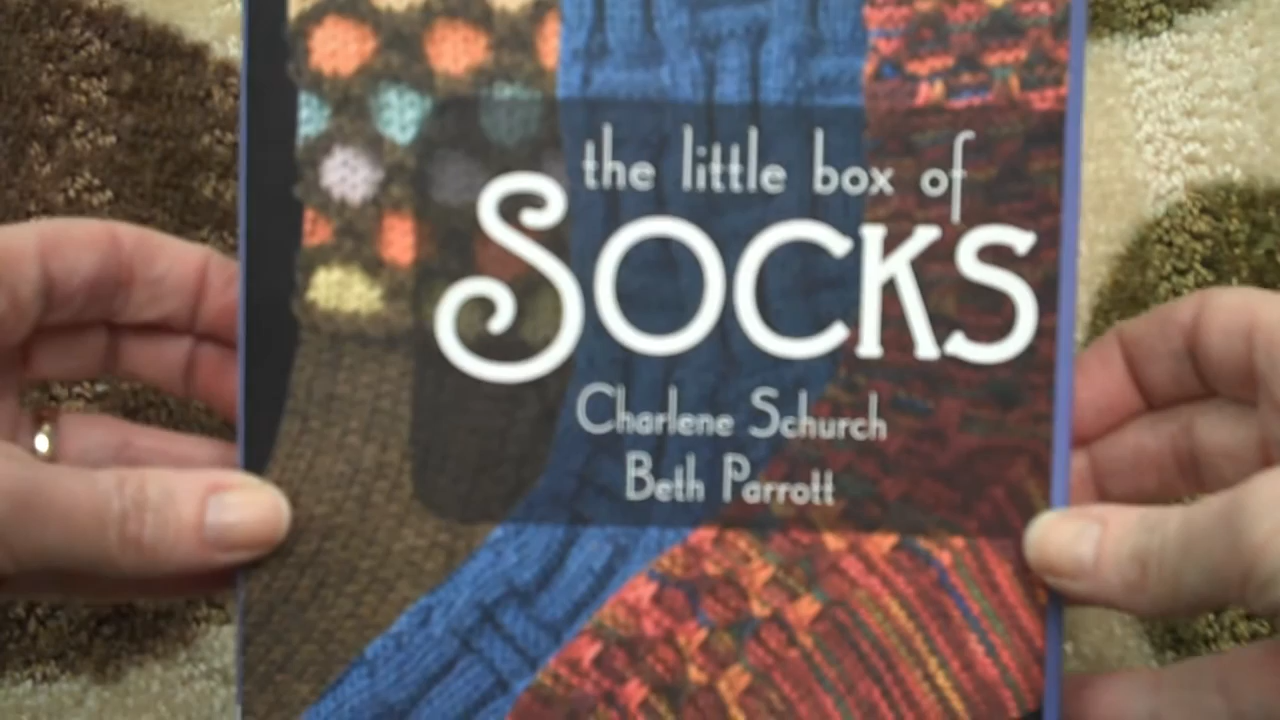 the little box of
SOCKS
Charlene Schurch
Beth Parrott